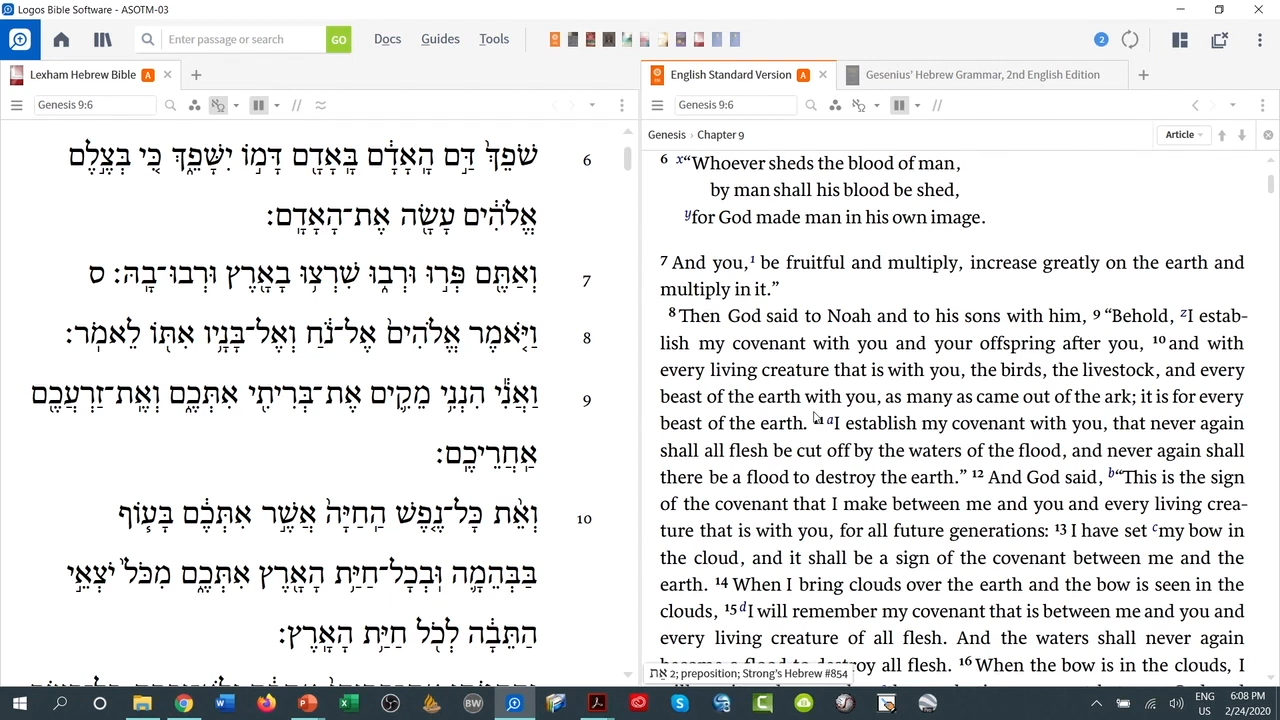 Logos Bible Software - ASOTM-03
Enter passage or search
GO
Docs
Guides
Tools
2
Lexham Hebrew Bible A
English Standard Version A
Gesenius' Hebrew Grammar, 2nd English Edition
Genesis 9:6
Genesis 9:6
Genesis › Chapter 9
Article
6 שֹׁפֵךְ֙ דַּ֣ם הָֽאָדָ֔ם בָּֽאָדָ֖ם דָּמ֣וֹ יִשָּׁפֵ֑ךְ כִּ֚י בְּצֶ֣לֶם
אֱלֹהִ֔ים עָשָׂ֖ה אֶת־הָאָדָֽם׃
7 וְאַתֶּ֖ם פְּר֣וּ וּרְב֑וּ שִׁרְצ֥וּ בָאָ֖רֶץ וּרְבוּ־בָֽהּ׃ ס
8 וַיֹּ֤אמֶר אֱלֹהִים֙ אֶל־נֹ֔חַ וְאֶל־בָּנָ֥יו אִתּ֖וֹ לֵאמֹֽר׃
9 וַאֲנִ֕י הִנְנִ֥י מֵקִ֛ים אֶת־בְּרִיתִ֖י אִתְּכֶ֑ם וְאֶֽת־זַרְעֲכֶ֖ם
אַֽחֲרֵיכֶֽם׃
10 וְאֵ֨ת כָּל־נֶ֤פֶשׁ הַֽחַיָּה֙ אֲשֶׁ֣ר אִתְּכֶ֔ם בָּע֧וֹף
בַּבְּהֵמָ֛ה וּֽבְכָל־חַיַּ֥ת הָאָ֖רֶץ אִתְּכֶ֑ם מִכֹּל֙ יֹצְאֵ֣י
הַתֵּבָ֔ה לְכֹ֖ל חַיַּ֥ת הָאָֽרֶץ׃
6 x“Whoever sheds the blood of man,
by man shall his blood be shed,
yfor God made man in his own image.
7 And you,1 be fruitful and multiply, increase greatly on the earth and
multiply in it.”
8 Then God said to Noah and to his sons with him, 9 “Behold, zI estab-
lish my covenant with you and your offspring after you, 10 and with
every living creature that is with you, the birds, the livestock, and every
beast of the earth with you, as many as came out of the ark; it is for every
beast of the earth. 11 aI establish my covenant with you, that never again
shall all flesh be cut off by the waters of the flood, and never again shall
there be a flood to destroy the earth.” 12 And God said, b“This is the sign
of the covenant that I make between me and you and every living crea-
ture that is with you, for all future generations: 13 I have set cmy bow in
the cloud, and it shall be a sign of the covenant between me and the
earth. 14 When I bring clouds over the earth and the bow is seen in the
clouds, 15 dI will remember my covenant that is between me and you and
every living creature of all flesh. And the waters shall never again
become a flood to destroy all flesh. 16 When the bow is in the clouds, I
אֵת 2; preposition; Strong's Hebrew #854
BW
ENG
US
6:08 PM
2/24/2020